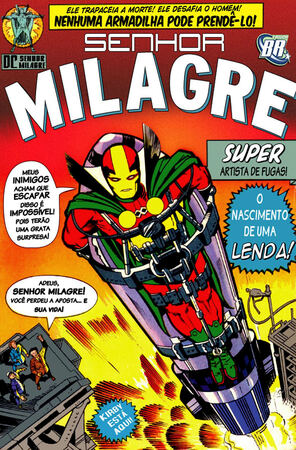 ELE TRAPACEIA A MORTE! ELE DESAFIA O HOMEM!
NENHUMA ARMADILHA PODE PRENDÊ-LO!
DC SENHOR
MILAGRE
SENHOR
MILAGRE
SUPER
ARTISTA DE FUGAS!
MEUS
INIMIGOS
ACHAM QUE
ESCAPAR
DISSO É
IMPOSSÍVEL!
POIS TERÃO
UMA GRATA
SURPRESA!
O
NASCIMENTO
DE UMA
LENDA!
ADEUS,
SENHOR MILAGRE!
VOCÊ PERDEU A APOSTA... E
SUA VIDA!
KIRBY
ESTÁ
AQUI!